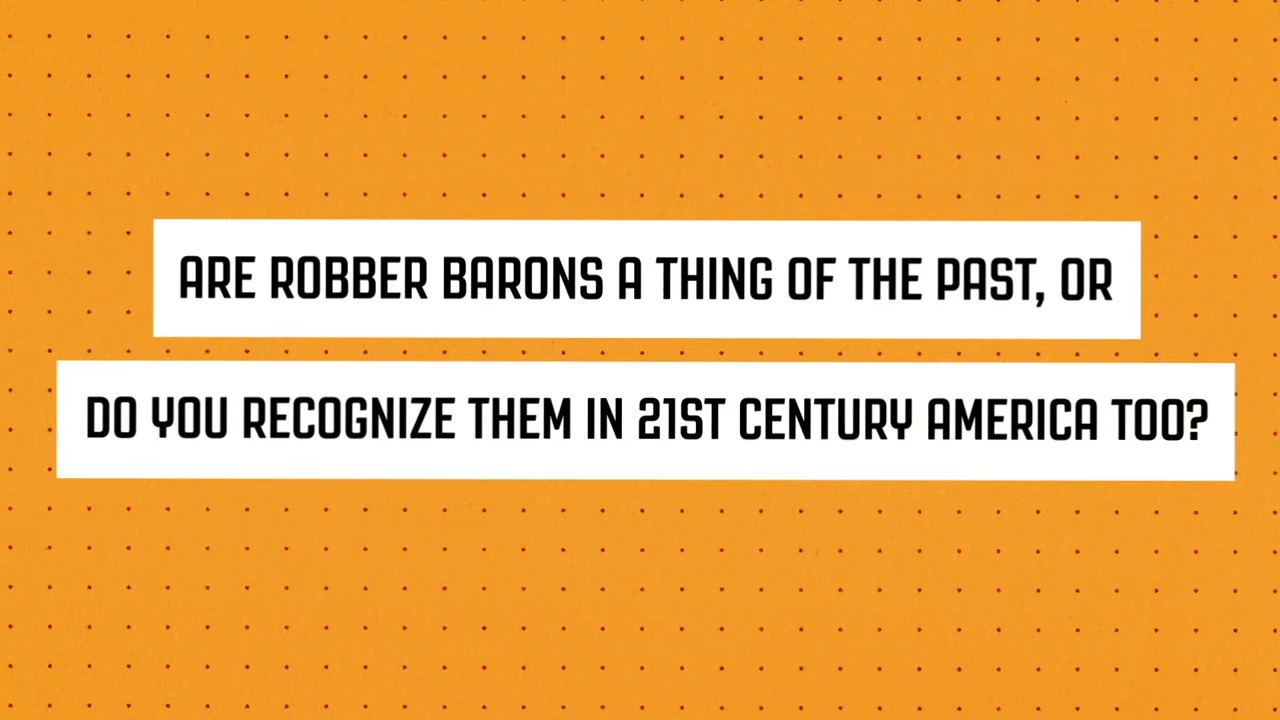 ARE ROBBER BARONS A THING OF THE PAST, OR
DO YOU RECOGNIZE THEM IN 21ST CENTURY AMERICA TOO?